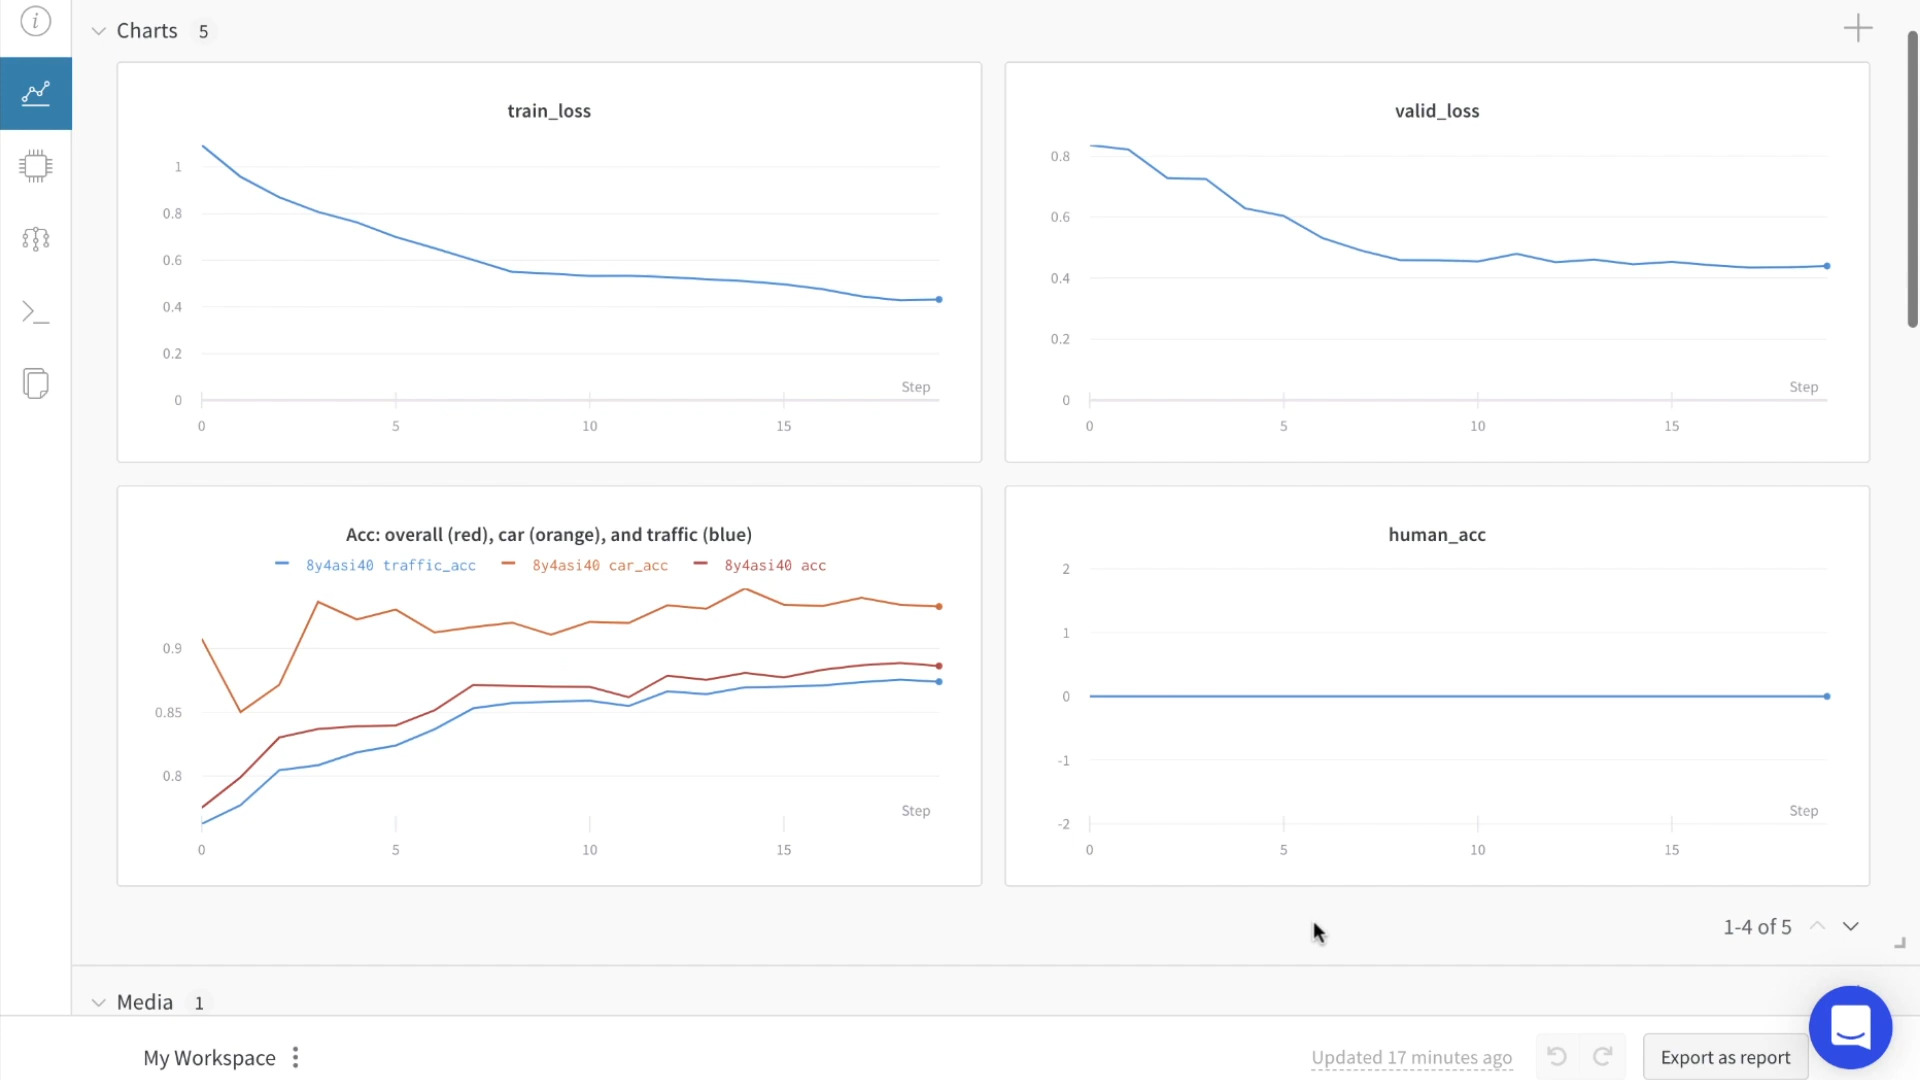 Charts 5
train_loss
1
0.8
0.6
0.4
0.2
0
Step
0 5 10 15
valid_loss
0.8
0.6
0.4
0.2
0
Step
0 5 10 15
Acc: overall (red), car (orange), and traffic (blue)
8y4asi40 traffic_acc 8y4asi40 car_acc 8y4asi40 acc
0.9
0.85
0.8
Step
0 5 10 15
human_acc
2
1
0
-1
-2
Step
0 5 10 15
1-4 of 5
Media 1
My Workspace
Updated 17 minutes ago
Export as report